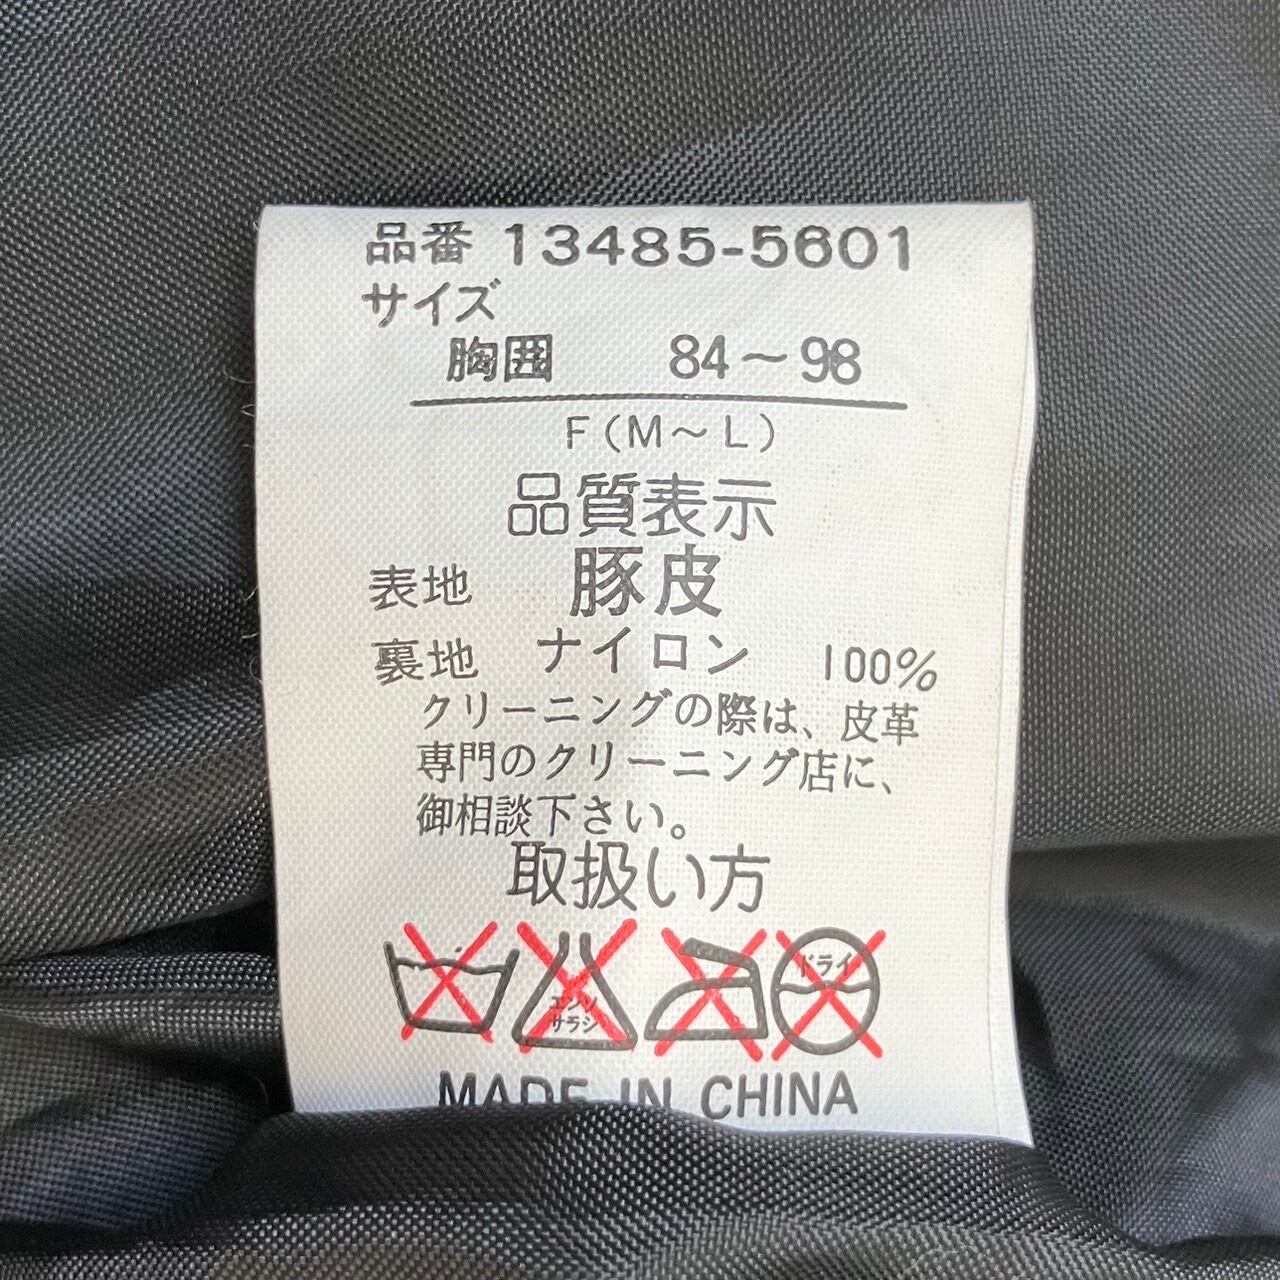 品番 13485-5601
サイズ
胸囲 84～98
F(M～L)
品質表示
表地 豚皮
裏地 ナイロン 100%
クリーニングの際は、皮革
専門のクリーニング店に、
御相談下さい。
取扱い方
エンソ サラシ ドライ
MADE IN CHINA